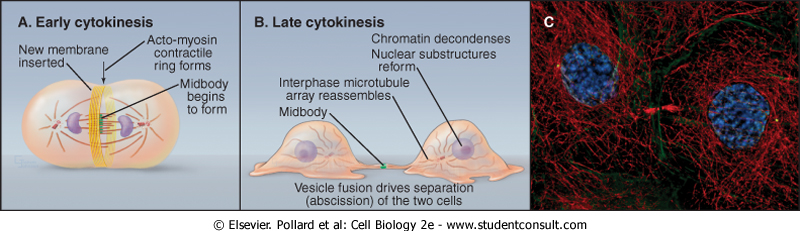 A. Early cytokinesis
New membrane
inserted
Acto-myosin
contractile
ring forms
Midbody
begins
to form
B. Late cytokinesis
Chromatin decondenses
Nuclear substructures
reform
Interphase microtubule
array reassembles
Midbody
Vesicle fusion drives separation
(abscission) of the two cells
C
© Elsevier. Pollard et al: Cell Biology 2e - www.studentconsult.com